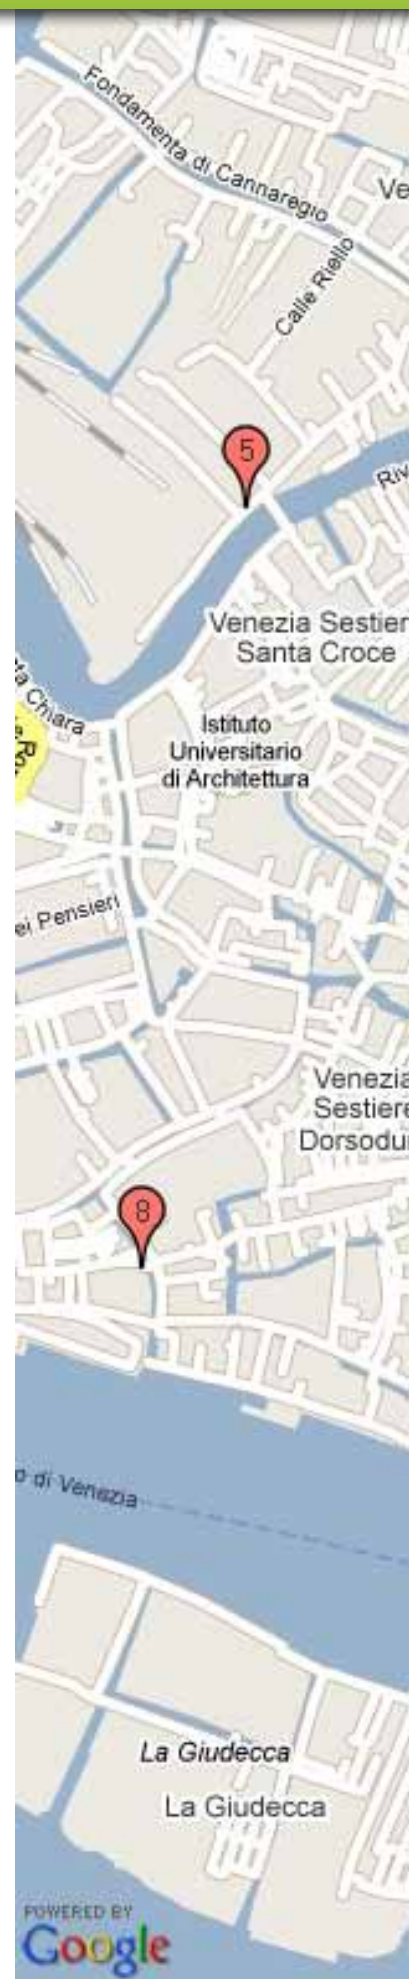 Fondamenta di Cannaregio
Ve
Calle Riello
5
Riv
Venezia Sestier
Santa Croce
ta Chiara
Istituto
Universitario
di Architettura
ei Pensieri
Venezia
Sestiere
Dorsodu
8
o di Venezia
La Giudecca
La Giudecca
POWERED BY
Google